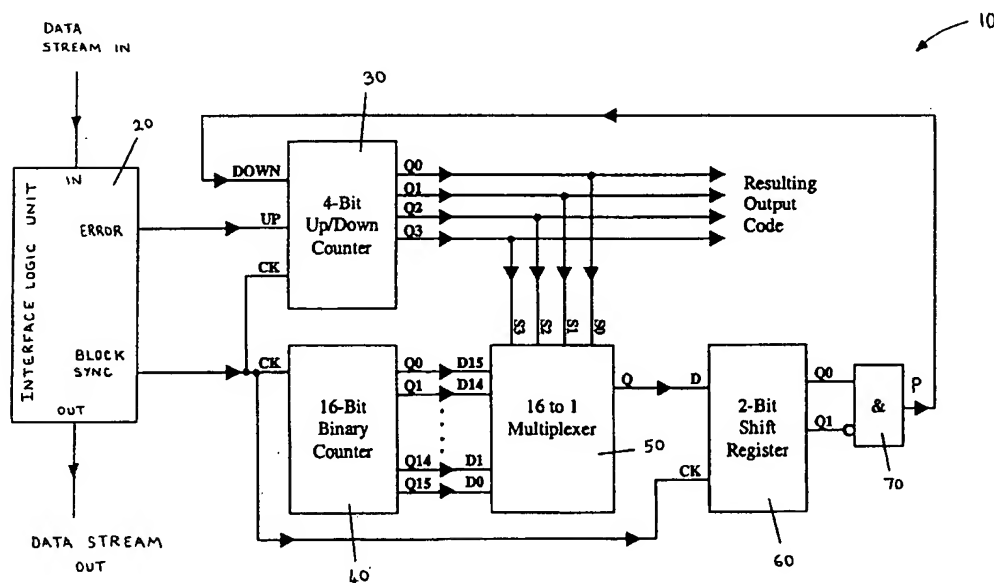 DATA
STREAM IN
10
20
IN
INTERFACE LOGIC UNIT
ERROR
BLOCK
SYNC
OUT
DATA STREAM
OUT
30
DOWN
UP
CK
4-Bit
Up/Down
Counter
Q0
Q1
Q2
Q3
Resulting
Output
Code
S3
S2
S1
S0
CK
16-Bit
Binary
Counter
40
Q0
Q1
Q14
Q15
D15
D14
D1
D0
16 to 1
Multiplexer
50
Q
D
CK
2-Bit
Shift
Register
60
Q0
Q1
&
70
P